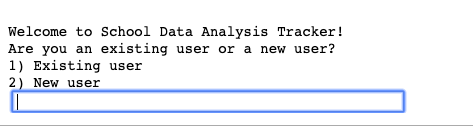 Welcome to School Data Analysis Tracker!
Are you an existing user or a new user?
1) Existing user
2) New user